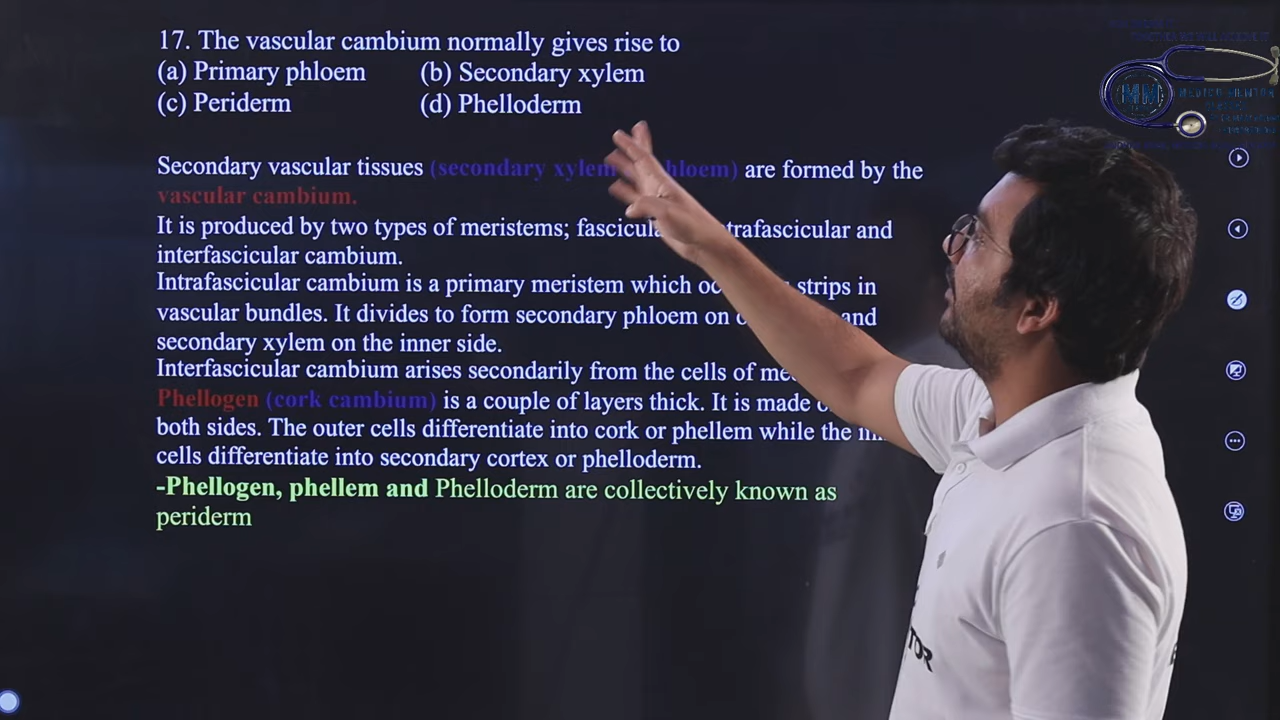 17. The vascular cambium normally gives rise to
(a) Primary phloem (b) Secondary xylem
(c) Periderm (d) Phelloderm
Secondary vascular tissues (secondary xylem phloem) are formed by the
vascular cambium.
It is produced by two types of meristems; and
interfascicular cambium.
Intrafascicular cambium is a primary meristem which strips in
vascular bundles. It divides to form secondary phloem on and
secondary xylem on the inner side.
Interfascicular cambium arises secondarily from the cells of
Phellogen (cork cambium) is a couple of layers thick. It is made
both sides. The outer cells differentiate into cork or phellem while the
cells differentiate into secondary cortex or phelloderm.
-Phellogen, phellem and Phelloderm are collectively known as
periderm
MM